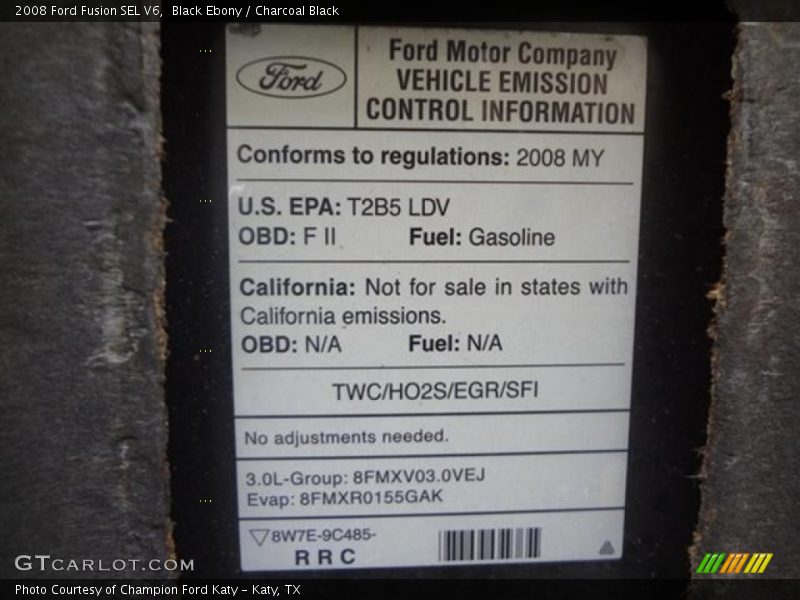 2008 Ford Fusion SEL V6,  Black Ebony / Charcoal Black
Ford
Ford Motor Company
VEHICLE EMISSION
CONTROL INFORMATION
Conforms to regulations: 2008 MY
U.S. EPA: T2B5 LDV
OBD: F II Fuel: Gasoline
California: Not for sale in states with
California emissions.
OBD: N/A Fuel: N/A
TWC/HO2S/EGR/SFI
No adjustments needed.
3.0L-Group: 8FMXV03.0VEJ
Evap: 8FMXR0155GAK
8W7E-9C485-
R R C
GTCARLOT.COM
Photo Courtesy of Champion Ford Katy - Katy, TX